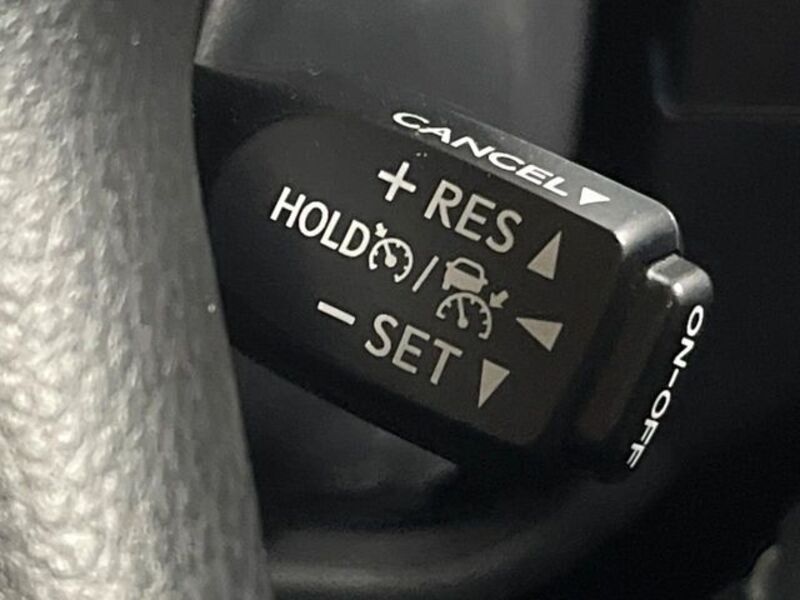 CANCEL ▼
+ RES ▲
HOLD /
◀
- SET ▼
ON-OFF